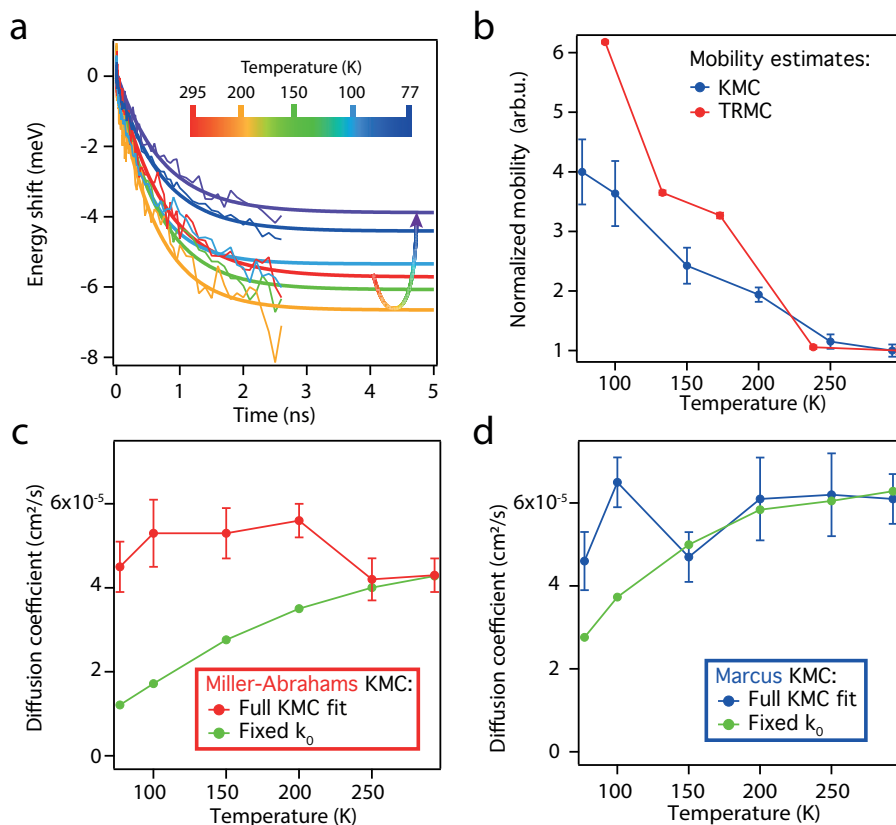 a
Energy shift (meV)
0
-2
-4
-6
-8
Temperature (K)
295 200 150 100 77
0 1 2 3 4 5
Time (ns)
b
Normalized mobility (arb.u.)
6
5
4
3
2
1
Mobility estimates:
KMC
TRMC
100 150 200 250
Temperature (K)
c
Diffusion coefficient (cm²/s)
6x10⁻⁵
4
2
0
Miller-Abrahams KMC:
Full KMC fit
Fixed k₀
100 150 200 250
Temperature (K)
d
Diffusion coefficient (cm²/s)
6x10⁻⁵
4
2
0
Marcus KMC:
Full KMC fit
Fixed k₀
100 150 200 250
Temperature (K)